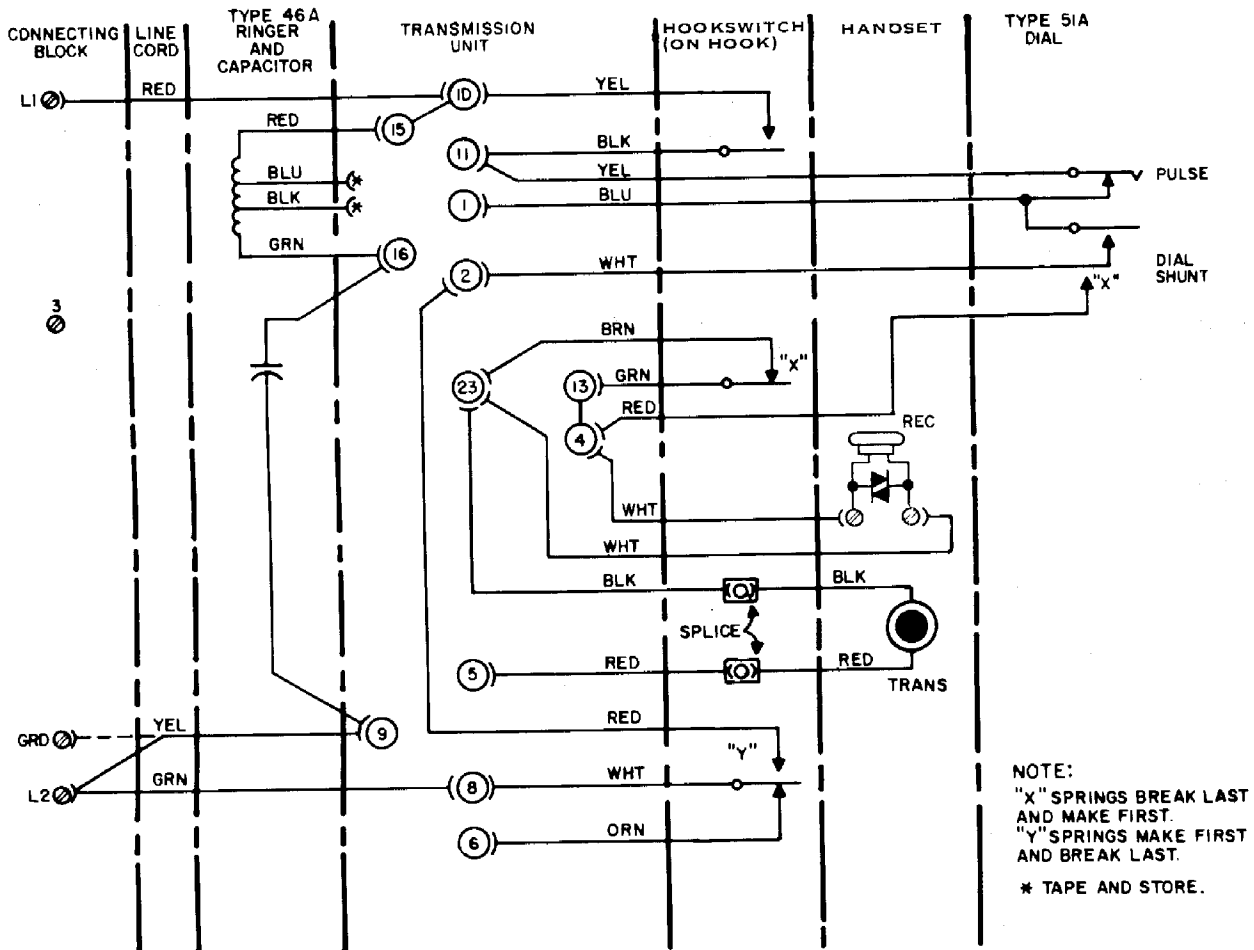 CONNECTING
BLOCK
LINE
CORD
TYPE 46A
RINGER
AND
CAPACITOR
TRANSMISSION
UNIT
HOOKSWITCH
(ON HOOK)
HANDSET
TYPE 51A
DIAL
L1
RED
10
YEL
RED
15
11
BLK
YEL
BLU
BLK
1
BLU
PULSE
GRN
16
2
WHT
DIAL
SHUNT
"X"
3
BRN
"X"
23
13
GRN
RED
4
REC
WHT
WHT
BLK
BLK
SPLICE
5
RED
RED
TRANS
RED
GRD
YEL
9
"Y"
L2
GRN
8
WHT
6
ORN
NOTE:
"X" SPRINGS BREAK LAST
AND MAKE FIRST.
"Y" SPRINGS MAKE FIRST
AND BREAK LAST.
* TAPE AND STORE.